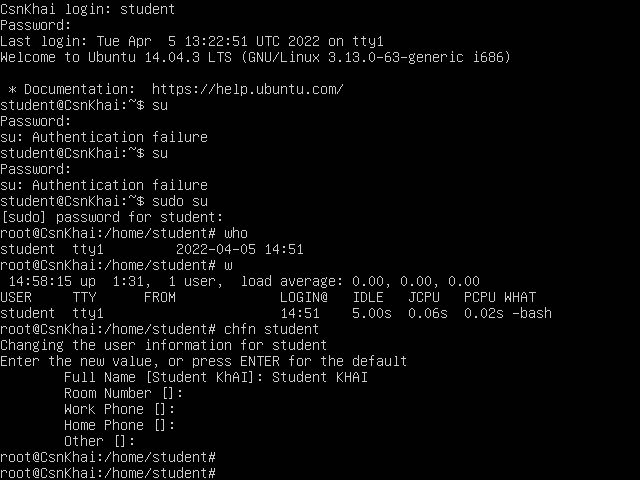 CsnKhai login: student
Password:
Last login: Tue Apr  5 13:22:51 UTC 2022 on tty1
Welcome to Ubuntu 14.04.3 LTS (GNU/Linux 3.13.0-63-generic i686)

 * Documentation:  https://help.ubuntu.com/
student@CsnKhai:~$ su
Password:
su: Authentication failure
student@CsnKhai:~$ su
Password:
su: Authentication failure
student@CsnKhai:~$ sudo su
[sudo] password for student:
root@CsnKhai:/home/student# who
student  tty1         2022-04-05 14:51
root@CsnKhai:/home/student# w
 14:58:15 up  1:31,  1 user,  load average: 0.00, 0.00, 0.00
USER     TTY      FROM             LOGIN@   IDLE   JCPU   PCPU WHAT
student  tty1                      14:51    5.00s  0.06s  0.02s -bash
root@CsnKhai:/home/student# chfn student
Changing the user information for student
Enter the new value, or press ENTER for the default
        Full Name [Student KhAI]: Student KHAI
        Room Number []:
        Work Phone []:
        Home Phone []:
        Other []:
root@CsnKhai:/home/student#
root@CsnKhai:/home/student#